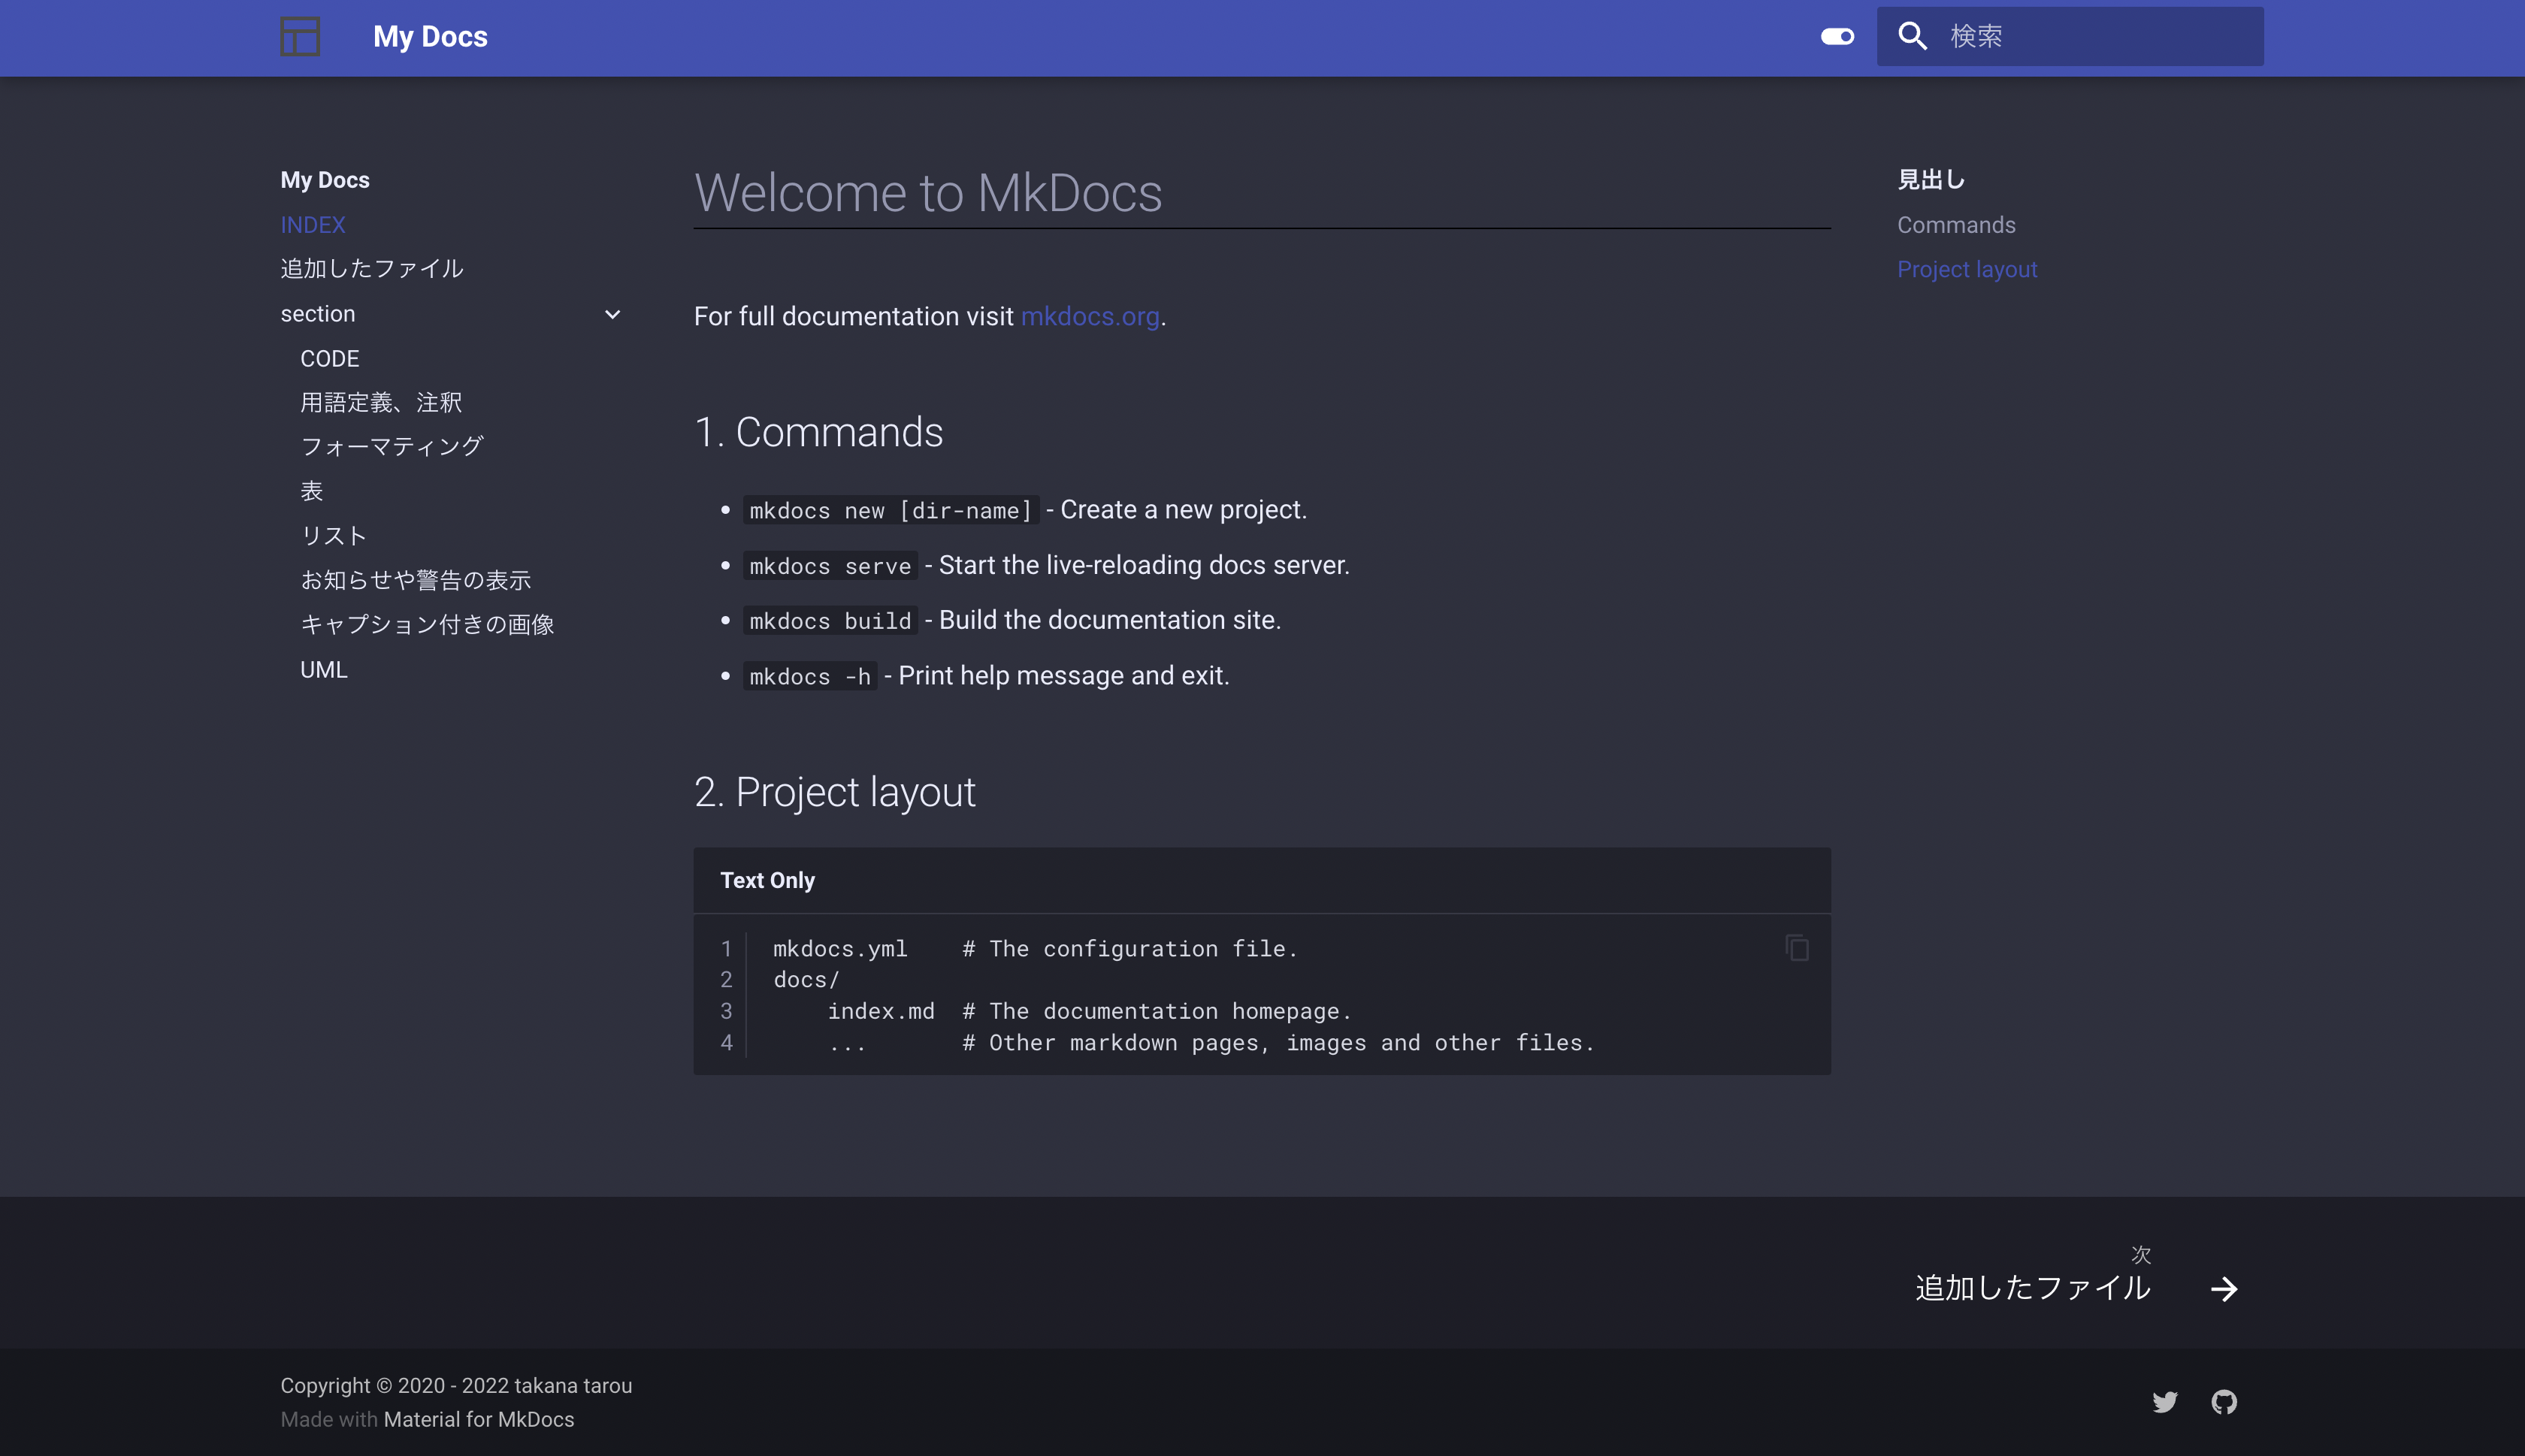 My Docs
検索
My Docs
INDEX
追加したファイル
section
CODE
用語定義、注釈
フォーマティング
表
リスト
お知らせや警告の表示
キャプション付きの画像
UML
Welcome to MkDocs
For full documentation visit mkdocs.org.
1. Commands
• mkdocs new [dir-name] - Create a new project.
• mkdocs serve - Start the live-reloading docs server.
• mkdocs build - Build the documentation site.
• mkdocs -h - Print help message and exit.
2. Project layout
Text Only
1 mkdocs.yml    # The configuration file.
2 docs/
3     index.md  # The documentation homepage.
4     ...       # Other markdown pages, images and other files.
見出し
Commands
Project layout
次
追加したファイル
Copyright © 2020 - 2022 takana tarou
Made with Material for MkDocs